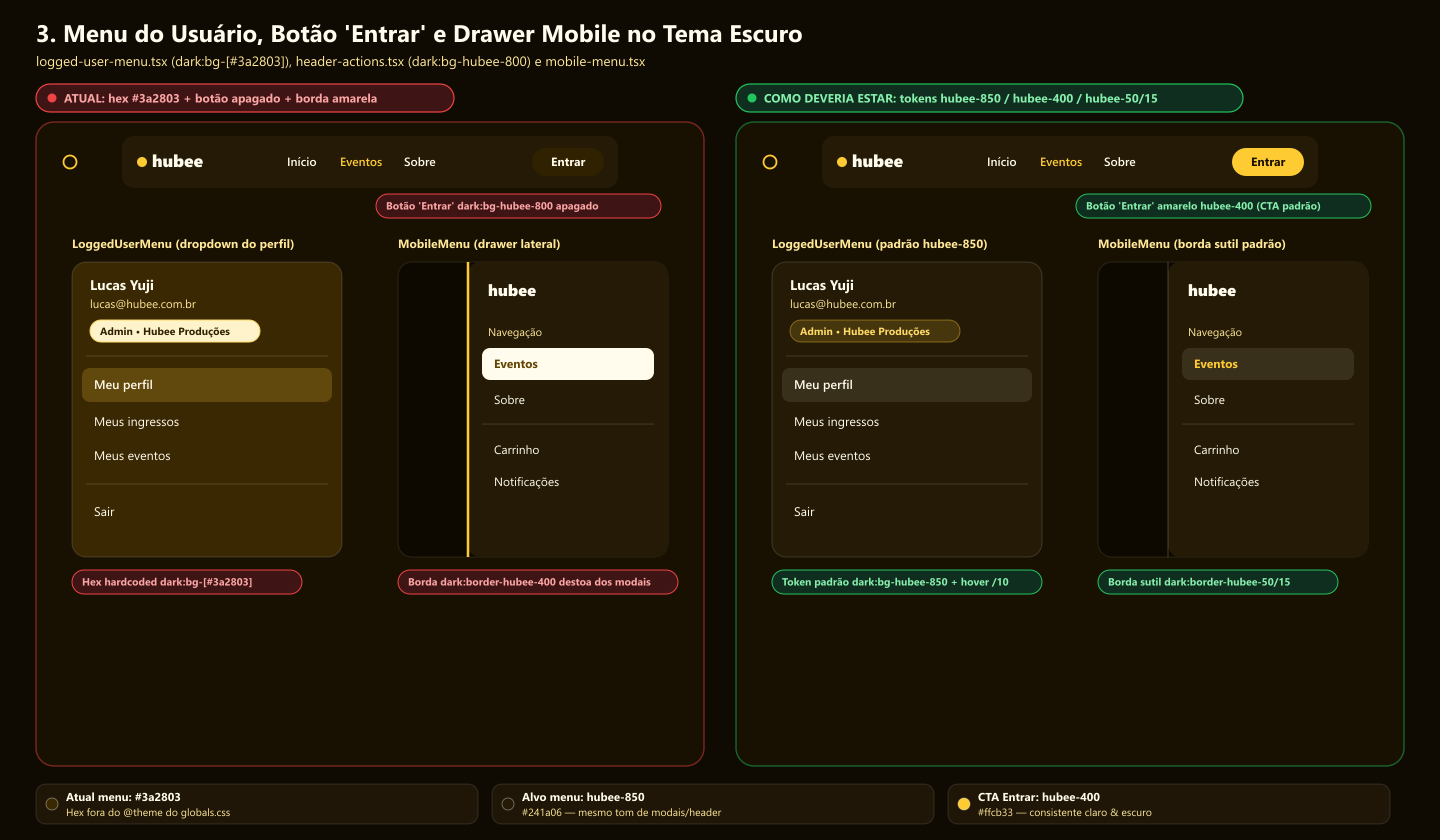 3. Menu do Usuário, Botão 'Entrar' e Drawer Mobile no Tema Escuro
logged-user-menu.tsx (dark:bg-[#3a2803]), header-actions.tsx (dark:bg-hubee-800) e mobile-menu.tsx
ATUAL: hex #3a2803 + botão apagado + borda amarela
hubee
Início
Eventos
Sobre
Entrar
Botão 'Entrar' dark:bg-hubee-800 apagado
LoggedUserMenu (dropdown do perfil)
Lucas Yuji
lucas@hubee.com.br
Admin • Hubee Produções
Meu perfil
Meus ingressos
Meus eventos
Sair
Hex hardcoded dark:bg-[#3a2803]
MobileMenu (drawer lateral)
hubee
Navegação
Eventos
Sobre
Carrinho
Notificações
Borda dark:border-hubee-400 destoa dos modais
COMO DEVERIA ESTAR: tokens hubee-850 / hubee-400 / hubee-50/15
hubee
Início
Eventos
Sobre
Entrar
Botão 'Entrar' amarelo hubee-400 (CTA padrão)
LoggedUserMenu (padrão hubee-850)
Lucas Yuji
lucas@hubee.com.br
Admin • Hubee Produções
Meu perfil
Meus ingressos
Meus eventos
Sair
Token padrão dark:bg-hubee-850 + hover /10
MobileMenu (borda sutil padrão)
hubee
Navegação
Eventos
Sobre
Carrinho
Notificações
Borda sutil dark:border-hubee-50/15
Atual menu: #3a2803
Hex fora do @theme do globals.css
Alvo menu: hubee-850
#241a06 — mesmo tom de modais/header
CTA Entrar: hubee-400
#ffcb33 — consistente claro & escuro